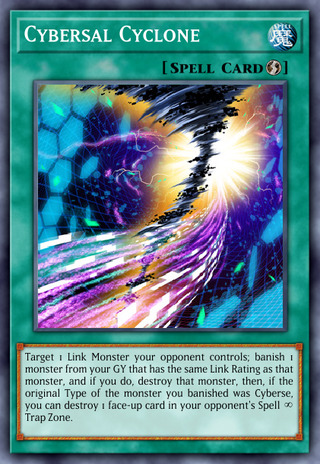 Cybersal Cyclone
魔
[Spell Card]
Target 1 Link Monster your opponent controls; banish 1
monster from your GY that has the same Link Rating as that
monster, and if you do, destroy that monster, then, if the
original Type of the monster you banished was Cyberse,
you can destroy 1 face-up card in your opponent's Spell ∞
Trap Zone.